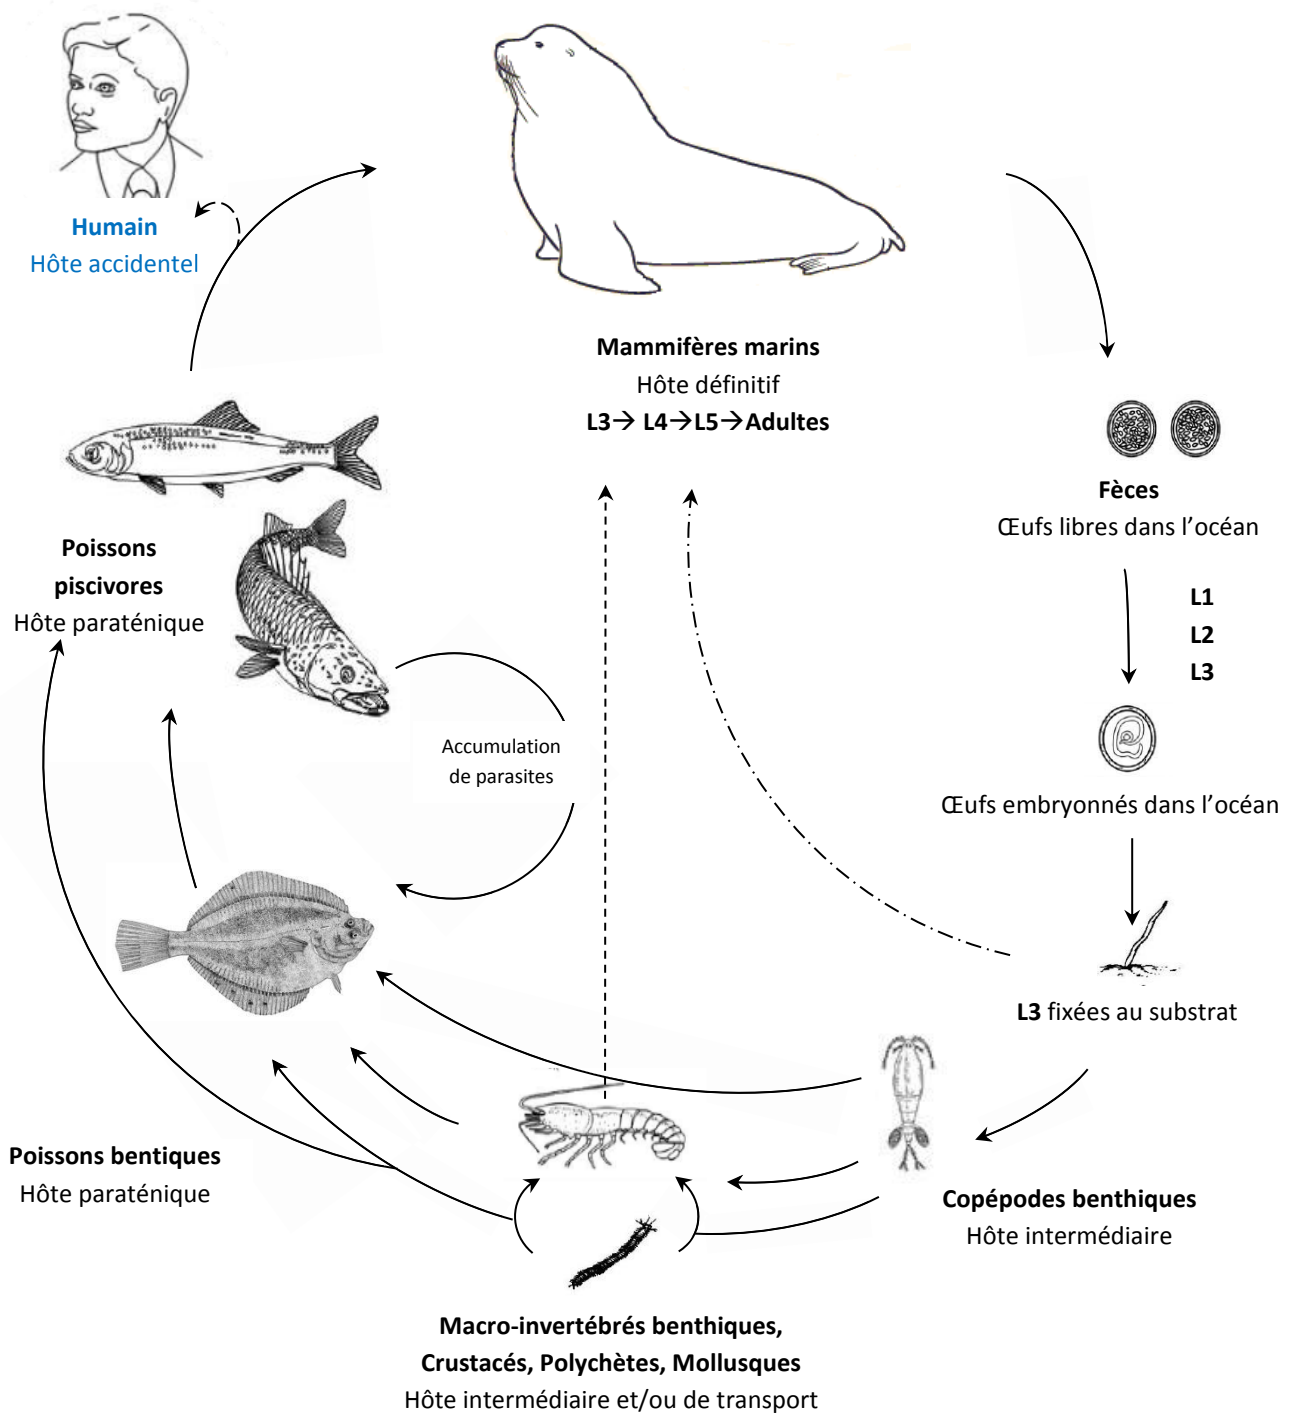 Humain
Hôte accidentel
Mammifères marins
Hôte définitif
L3→ L4→L5→Adultes
Fèces
Œufs libres dans l’océan
L1
L2
L3
Œufs embryonnés dans l’océan
L3 fixées au substrat
Copépodes benthiques
Hôte intermédiaire
Macro-invertébrés benthiques,
Crustacés, Polychètes, Mollusques
Hôte intermédiaire et/ou de transport
Poissons bentiques
Hôte paraténique
Accumulation
de parasites
Poissons
piscivores
Hôte paraténique